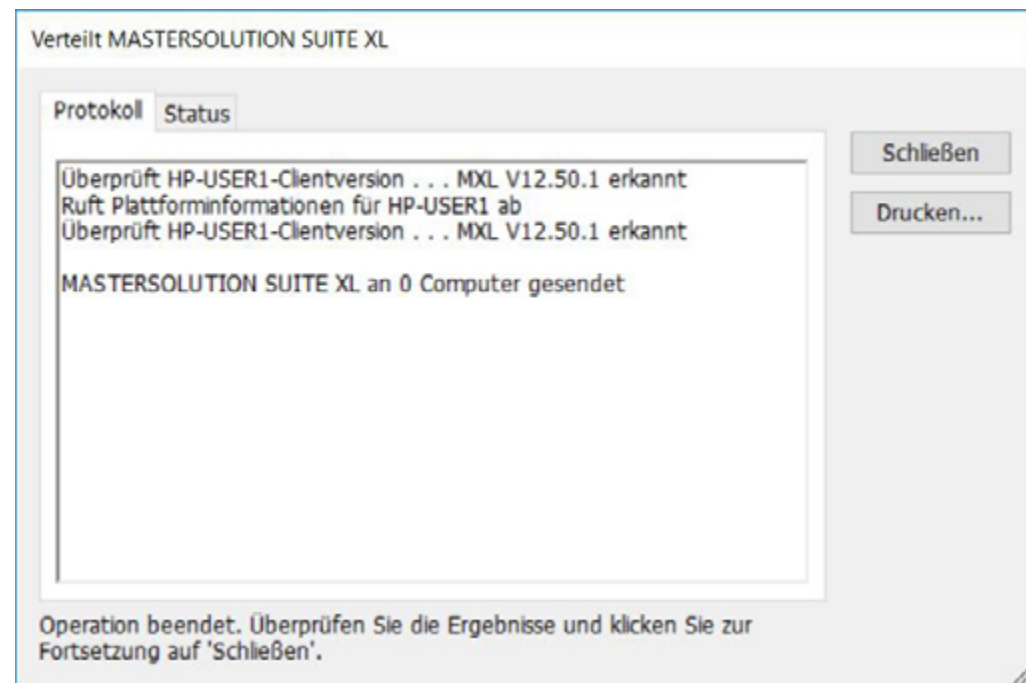 Verteilt MASTERSOLUTION SUITE XL
Protokoll Status
Schließen
Drucken...
Überprüft HP-USER1-Clientversion . . . MXL V12.50.1 erkannt
Ruft Plattforminformationen für HP-USER1 ab
Überprüft HP-USER1-Clientversion . . . MXL V12.50.1 erkannt
MASTERSOLUTION SUITE XL an 0 Computer gesendet
Operation beendet. Überprüfen Sie die Ergebnisse und klicken Sie zur
Fortsetzung auf 'Schließen'.